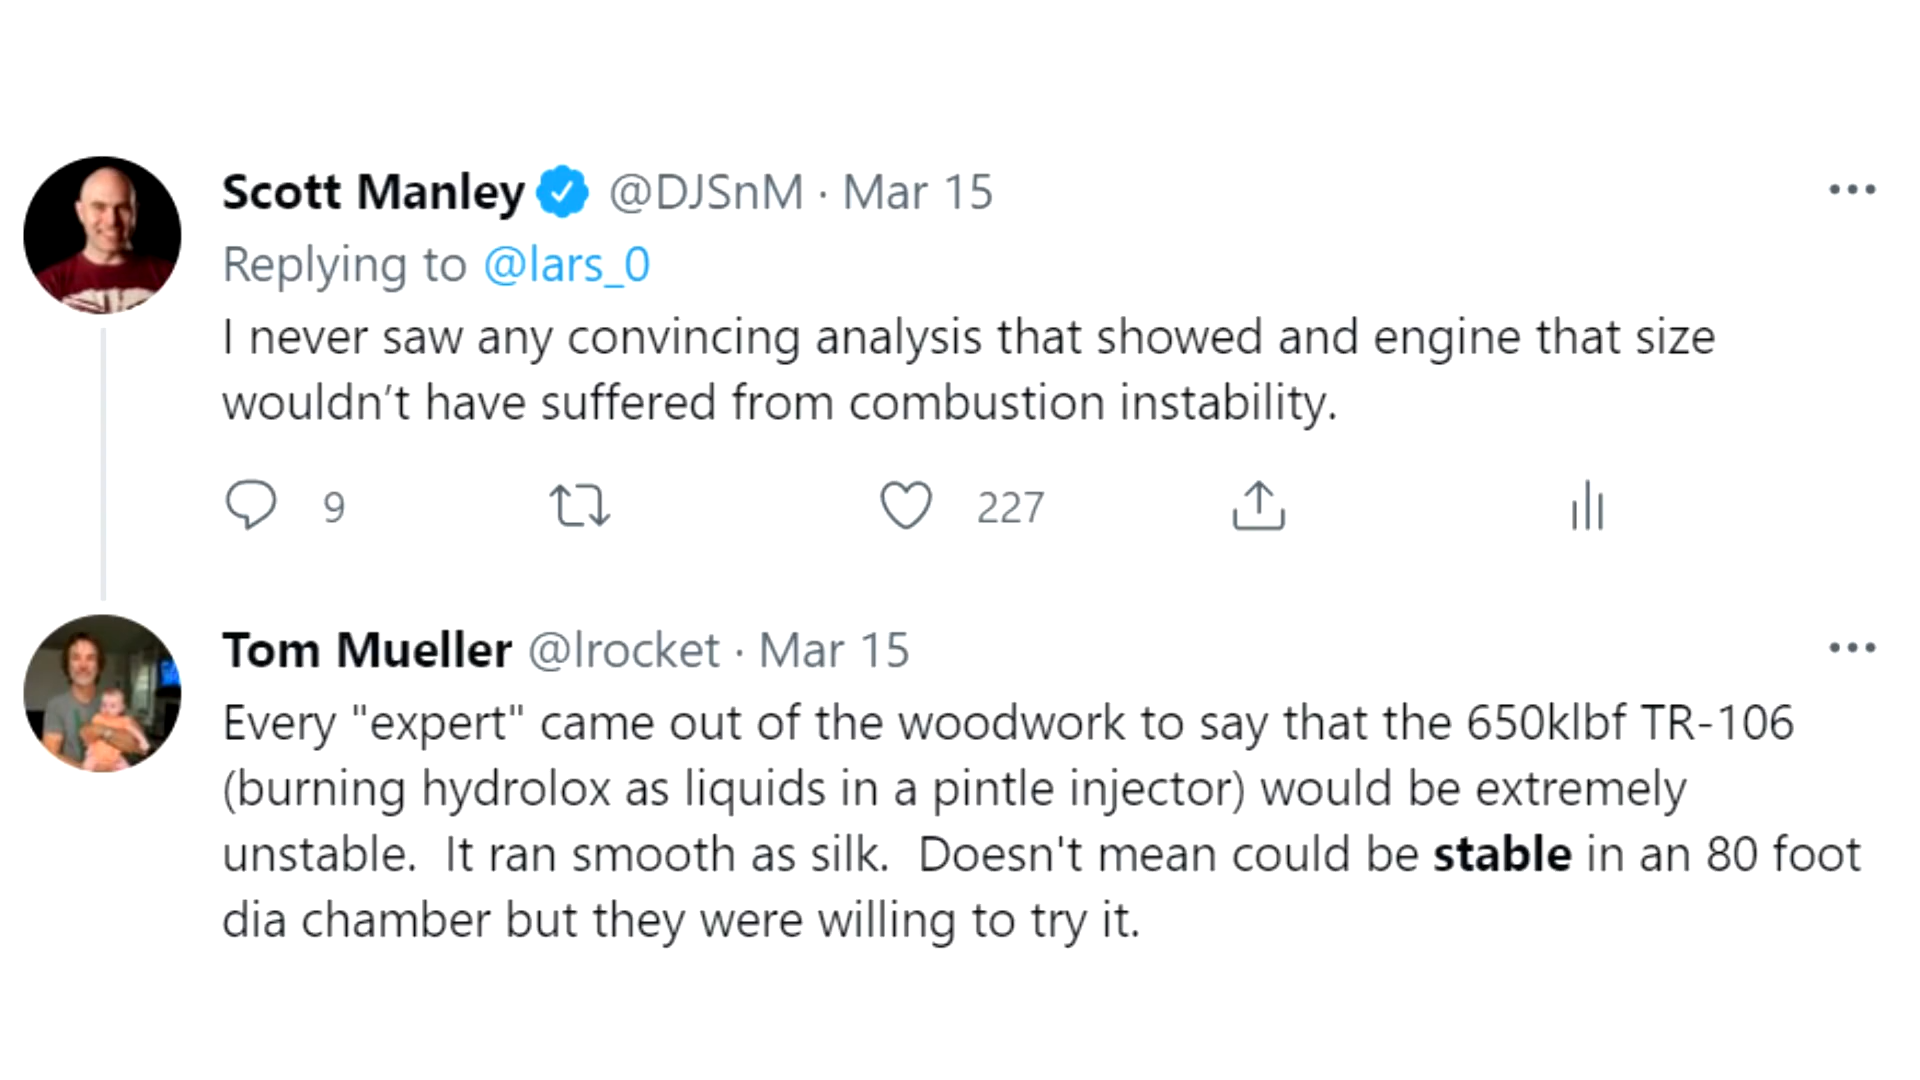 Scott Manley @DJSnM · Mar 15
Replying to @lars_0
I never saw any convincing analysis that showed and engine that size
wouldn't have suffered from combustion instability.
9 227
Tom Mueller @lrocket · Mar 15
Every "expert" came out of the woodwork to say that the 650klbf TR-106
(burning hydrolox as liquids in a pintle injector) would be extremely
unstable.  It ran smooth as silk.  Doesn't mean could be stable in an 80 foot
dia chamber but they were willing to try it.